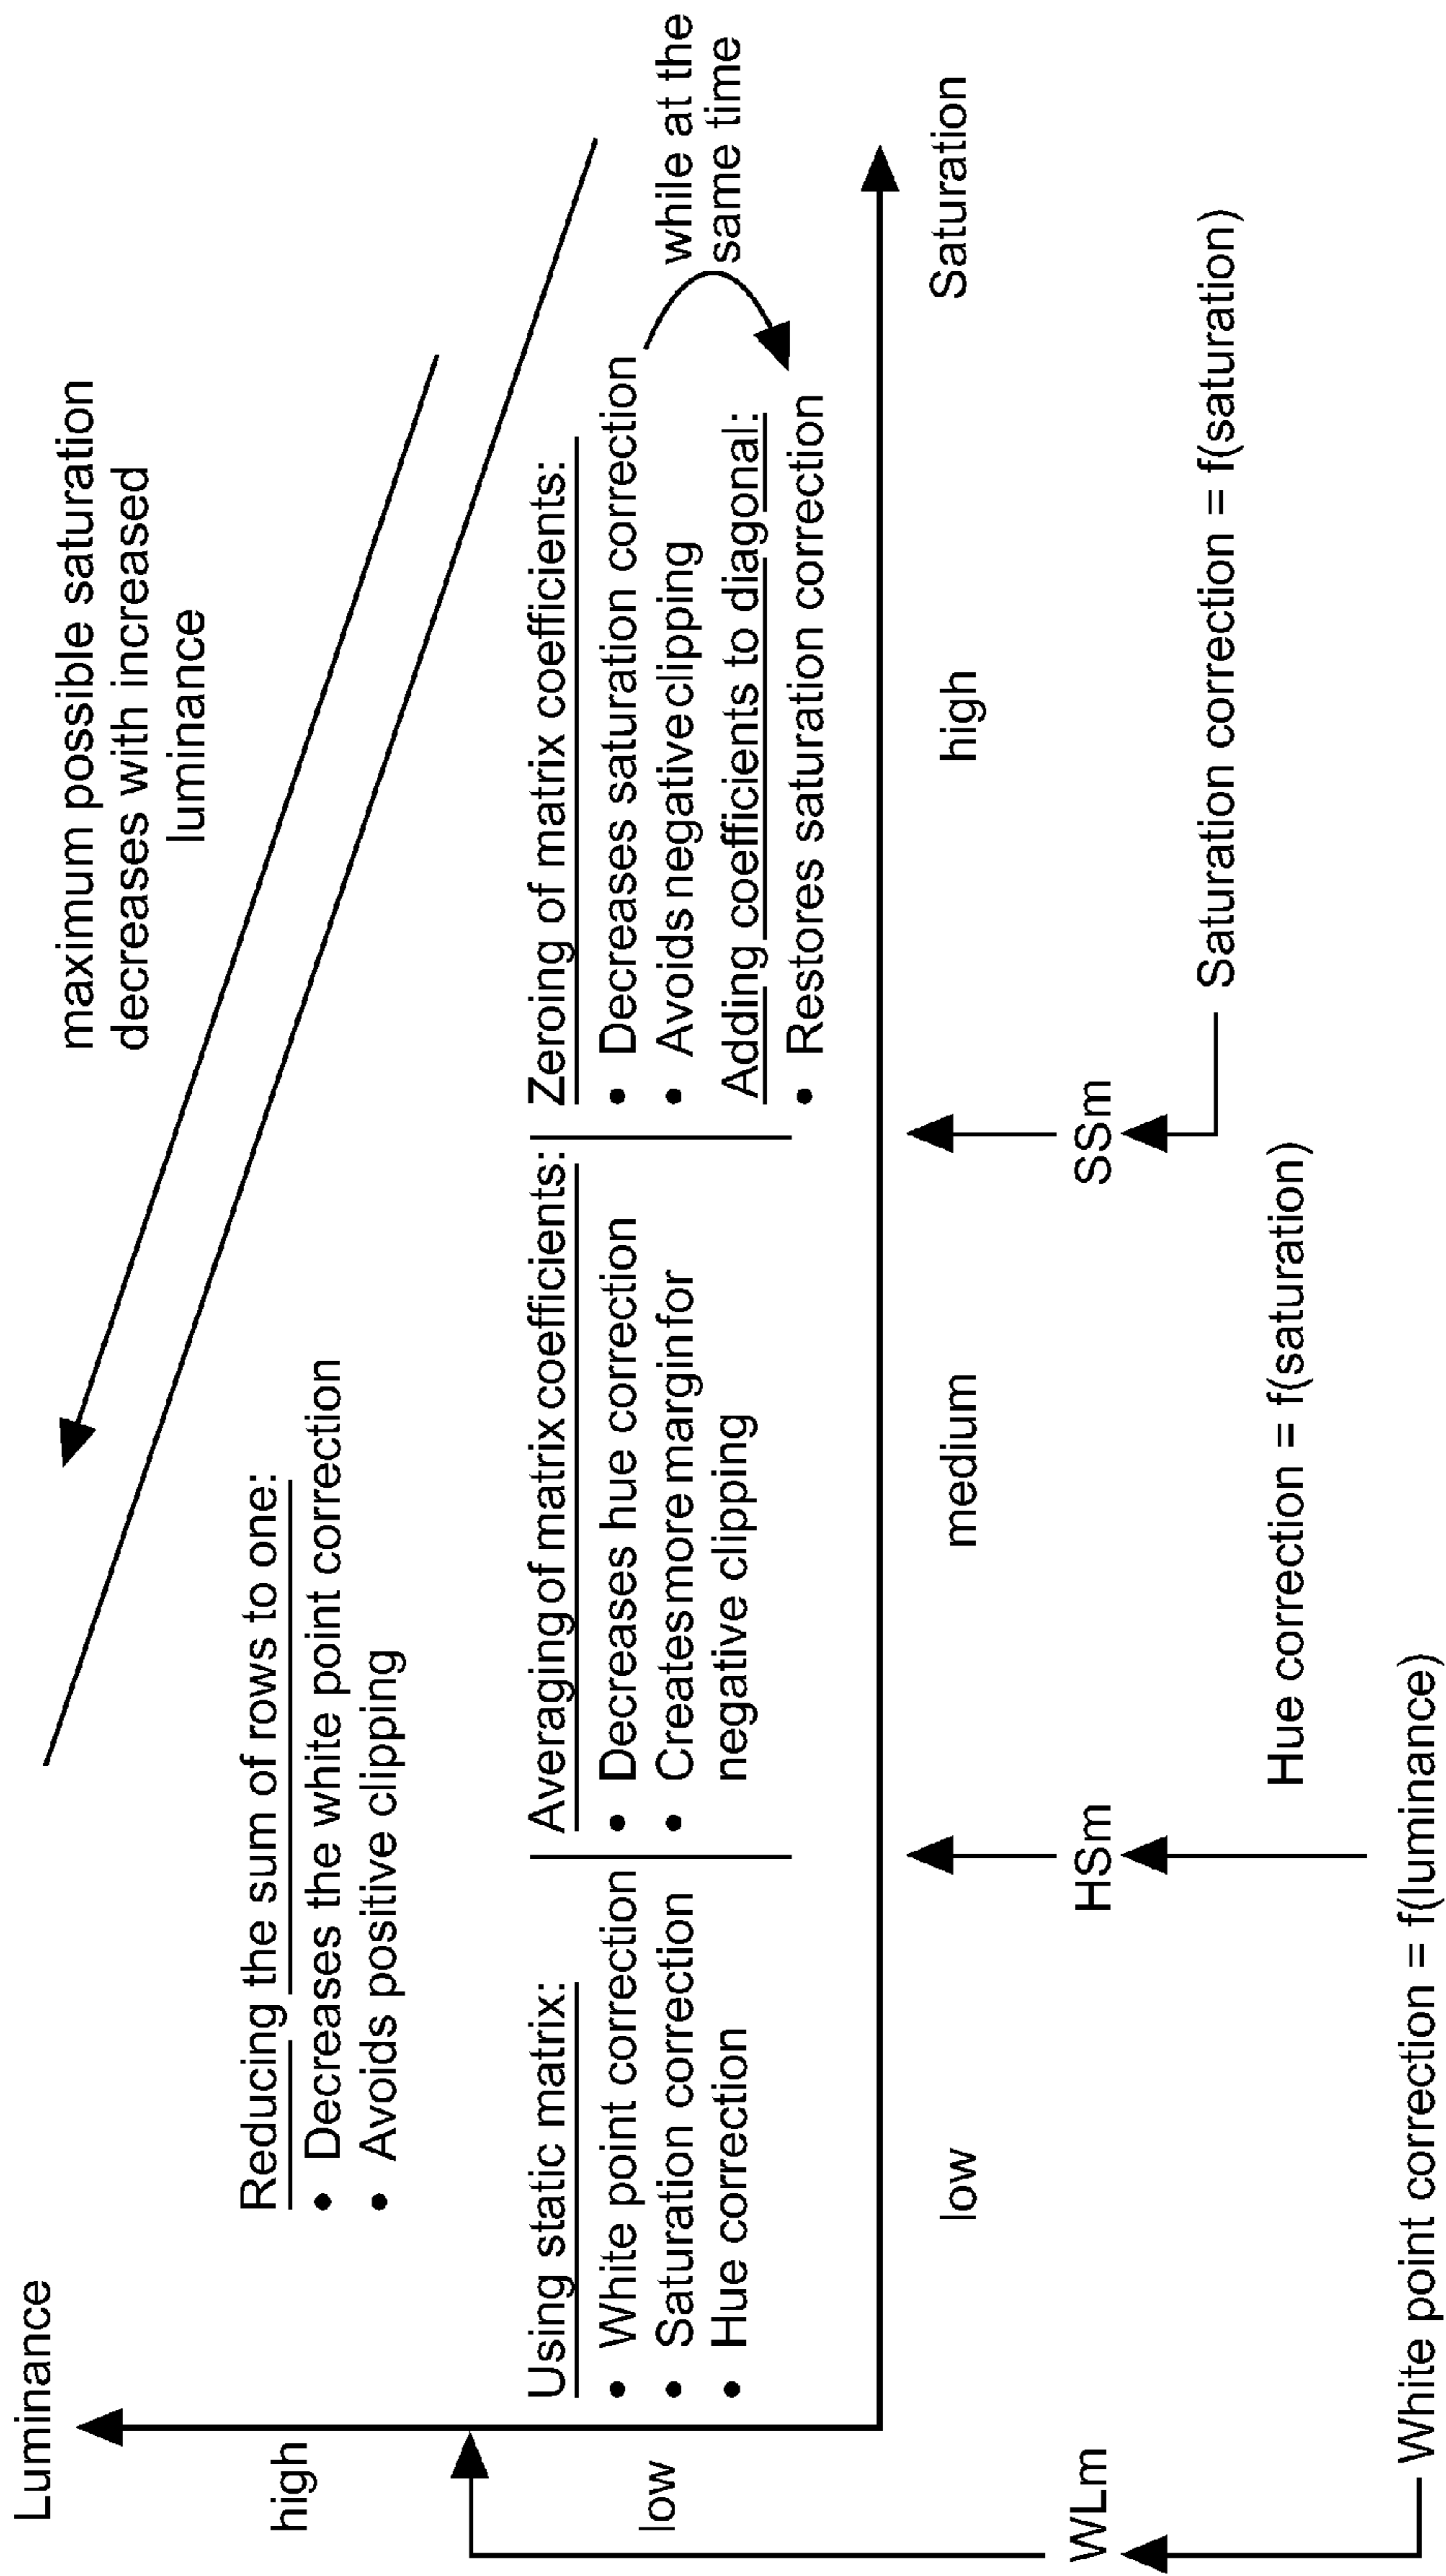 Luminance
maximum possible saturation
decreases with increased
luminance
high
Reducing the sum of rows to one:
• Decreases the white point correction
• Avoids positive clipping
low
Using static matrix:
• White point correction
• Saturation correction
• Hue correction
Averaging of matrix coefficients:
• Decreases hue correction
• Creates more margin for
negative clipping
Zeroing of matrix coefficients:
• Decreases saturation correction
• Avoids negative clipping
Adding coefficients to diagonal:
• Restores saturation correction
while at the
same time
Saturation
low
medium
high
WLm
HSm
SSm
Saturation correction = f(saturation)
Hue correction = f(saturation)
White point correction = f(luminance)